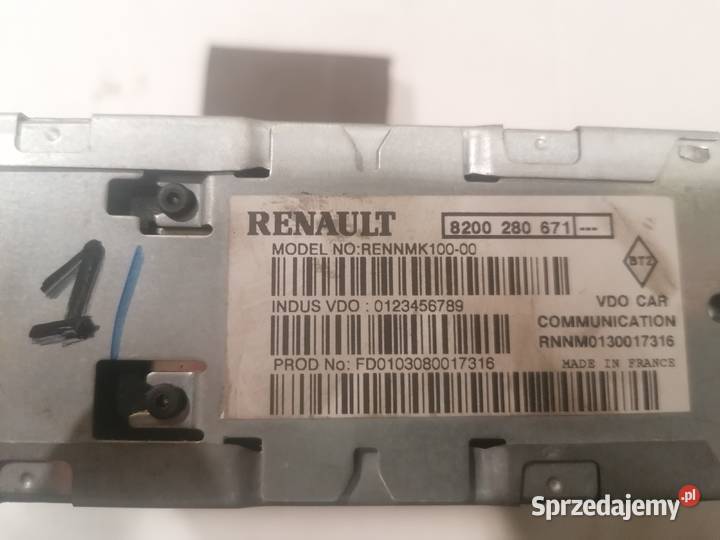 1
RENAULT 8200 280 671 ---
MODEL NO:RENNMK100-00
BTZ
INDUS VDO : 0123456789
VDO CAR
COMMUNICATION
RNNM0130017316
PROD No: FD0103080017316
MADE IN FRANCE
Sprzedajemy.pl